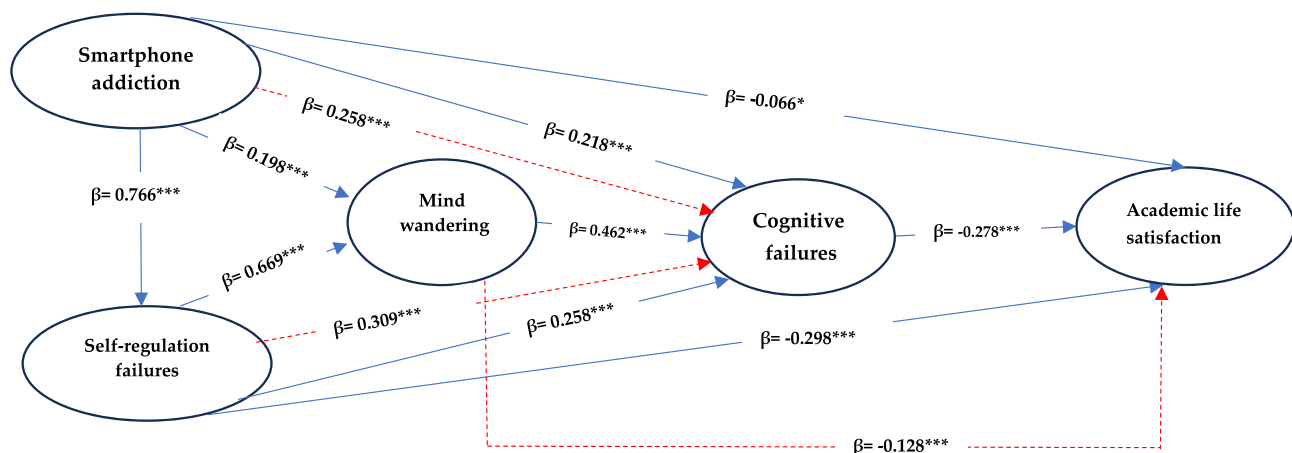 Smartphone
addiction
β= -0.066*
β= 0.258***
β= 0.218***
β= 0.198***
β= 0.766***
Mind
wandering
Cognitive
failures
Academic life
satisfaction
β= 0.462***
β= -0.278***
β= 0.669***
β= 0.309***
β= 0.258***
β= -0.298***
Self-regulation
failures
β= -0.128***